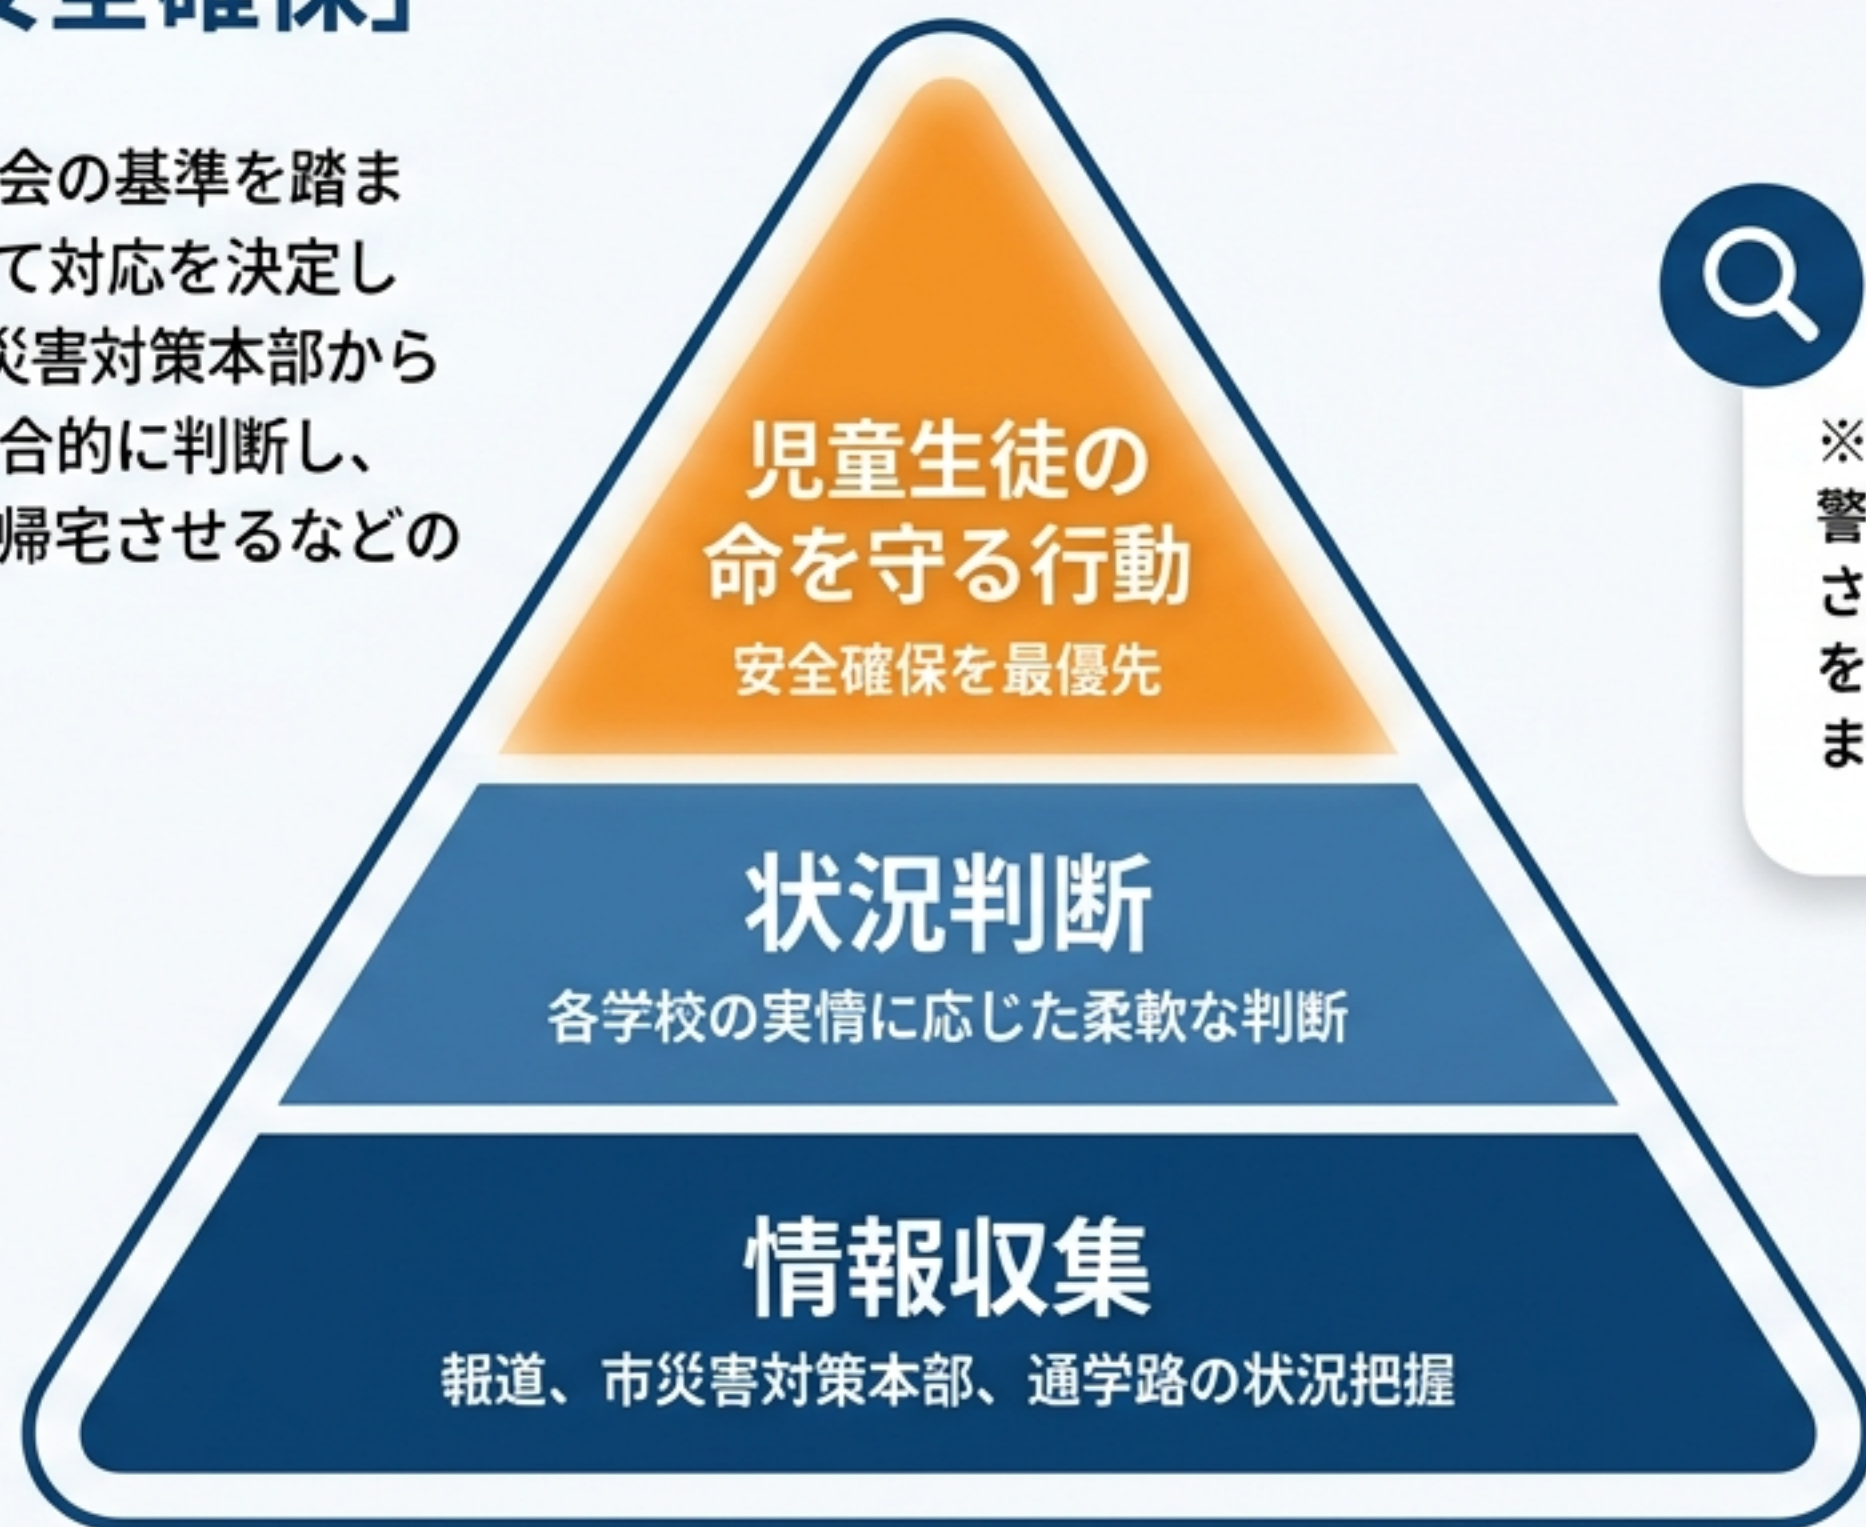 安全確保」
会の基準を踏ま
て対応を決定し
災害対策本部から
合的に判断し、
帰宅させるなどの
児童生徒の
命を守る行動
安全確保を最優先
状況判断
各学校の実情に応じた柔軟な判断
情報収集
報道、市災害対策本部、通学路の状況把握
※
警
さ
を
ま